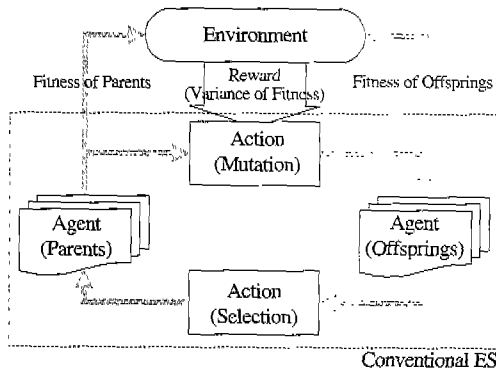 Environment
Fitness of Parents
Reward
(Variance of Fitness)
Fitness of Offsprings
Action
(Mutation)
Agent
(Parents)
Agent
(Offsprings)
Action
(Selection)
Conventional ES